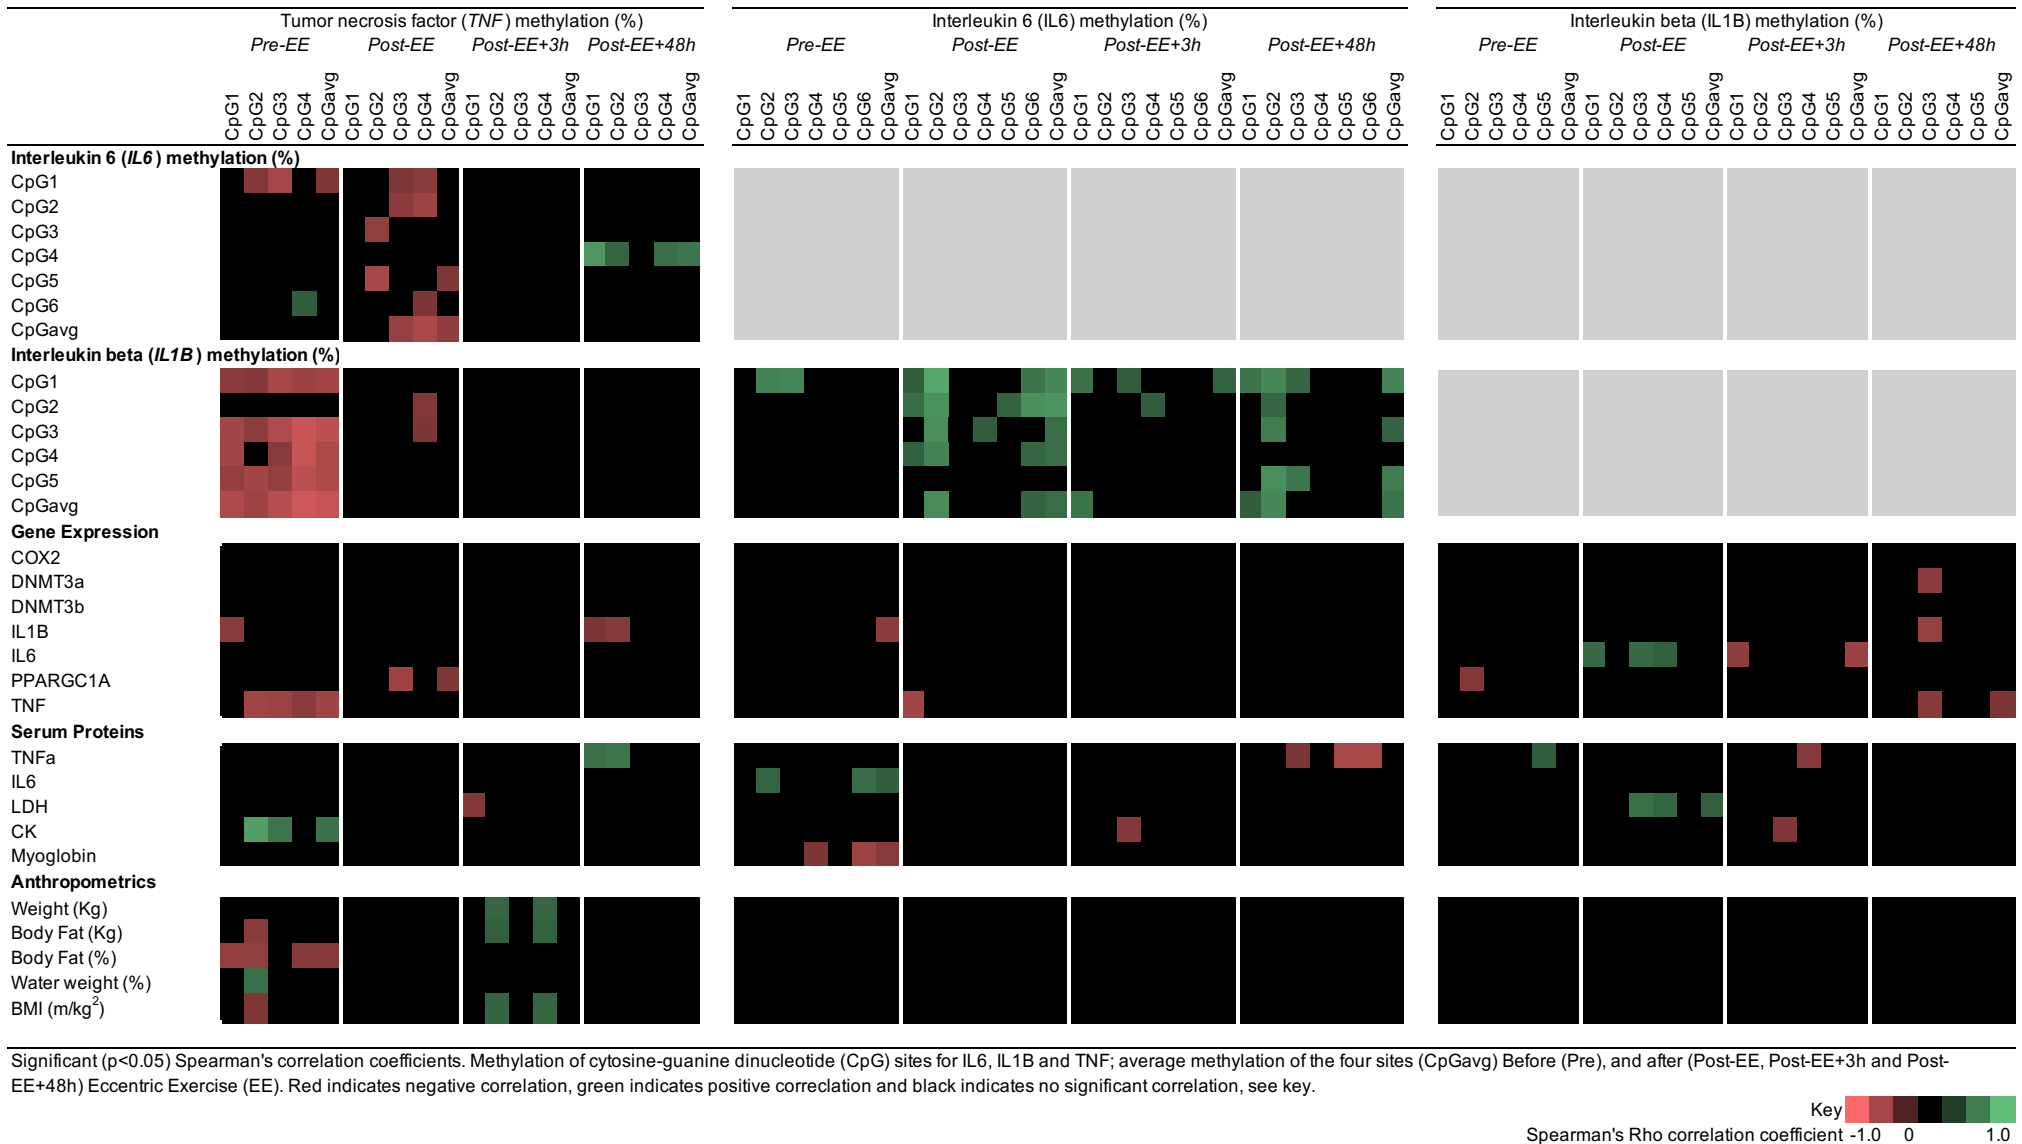 Tumor necrosis factor (TNF) methylation (%) Interleukin 6 (IL6) methylation (%) Interleukin beta (IL1B) methylation (%)
Pre-EE Post-EE Post-EE+3h Post-EE+48h Pre-EE Post-EE Post-EE+3h Post-EE+48h Pre-EE Post-EE Post-EE+3h Post-EE+48h
CpG1 CpG2 CpG3 CpG4 CpGavg CpG1 CpG2 CpG3 CpG4 CpGavg CpG1 CpG2 CpG3 CpG4 CpGavg CpG1 CpG2 CpG3 CpG4 CpGavg CpG1 CpG2 CpG3 CpG4 CpG5 CpG6 CpGavg CpG1 CpG2 CpG3 CpG4 CpG5 CpG6 CpGavg CpG1 CpG2 CpG3 CpG4 CpG5 CpG6 CpGavg CpG1 CpG2 CpG3 CpG4 CpG5 CpG6 CpGavg CpG1 CpG2 CpG3 CpG4 CpG5 CpGavg CpG1 CpG2 CpG3 CpG4 CpG5 CpGavg CpG1 CpG2 CpG3 CpG4 CpG5 CpGavg CpG1 CpG2 CpG3 CpG4 CpG5 CpGavg
Interleukin 6 (IL6) methylation (%)
CpG1
CpG2
CpG3
CpG4
CpG5
CpG6
CpGavg
Interleukin beta (IL1B) methylation (%)
CpG1
CpG2
CpG3
CpG4
CpG5
CpGavg
Gene Expression
COX2
DNMT3a
DNMT3b
IL1B
IL6
PPARGC1A
TNF
Serum Proteins
TNFa
IL6
LDH
CK
Myoglobin
Anthropometrics
Weight (Kg)
Body Fat (Kg)
Body Fat (%)
Water weight (%)
BMI (m/kg²)
Significant (p<0.05) Spearman's correlation coefficients. Methylation of cytosine-guanine dinucleotide (CpG) sites for IL6, IL1B and TNF; average methylation of the four sites (CpGavg) Before (Pre), and after (Post-EE, Post-EE+3h and Post-
EE+48h) Eccentric Exercise (EE). Red indicates negative correlation, green indicates positive correclation and black indicates no significant correlation, see key.
Key
Spearman's Rho correlation coefficient -1.0 0 1.0